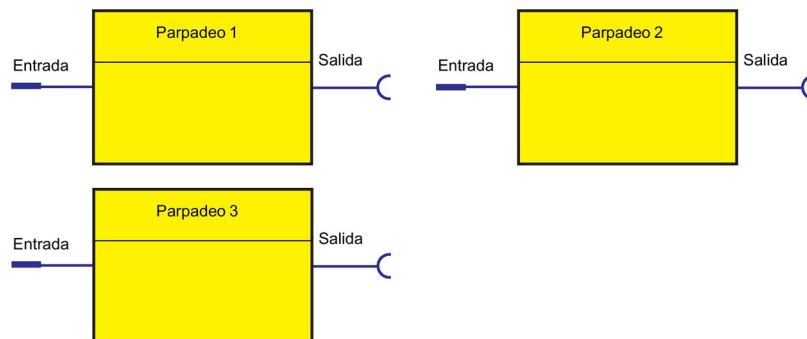 Parpadeo 1
Entrada
Salida
Parpadeo 2
Entrada
Salida
Parpadeo 3
Entrada
Salida